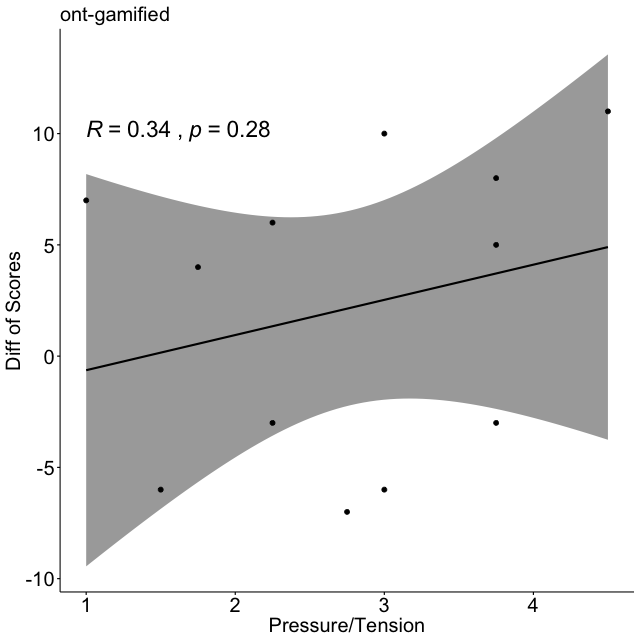 ont-gamified
R = 0.34 , p = 0.28
10
5
0
-5
-10
Diff of Scores
1 2 3 4
Pressure/Tension